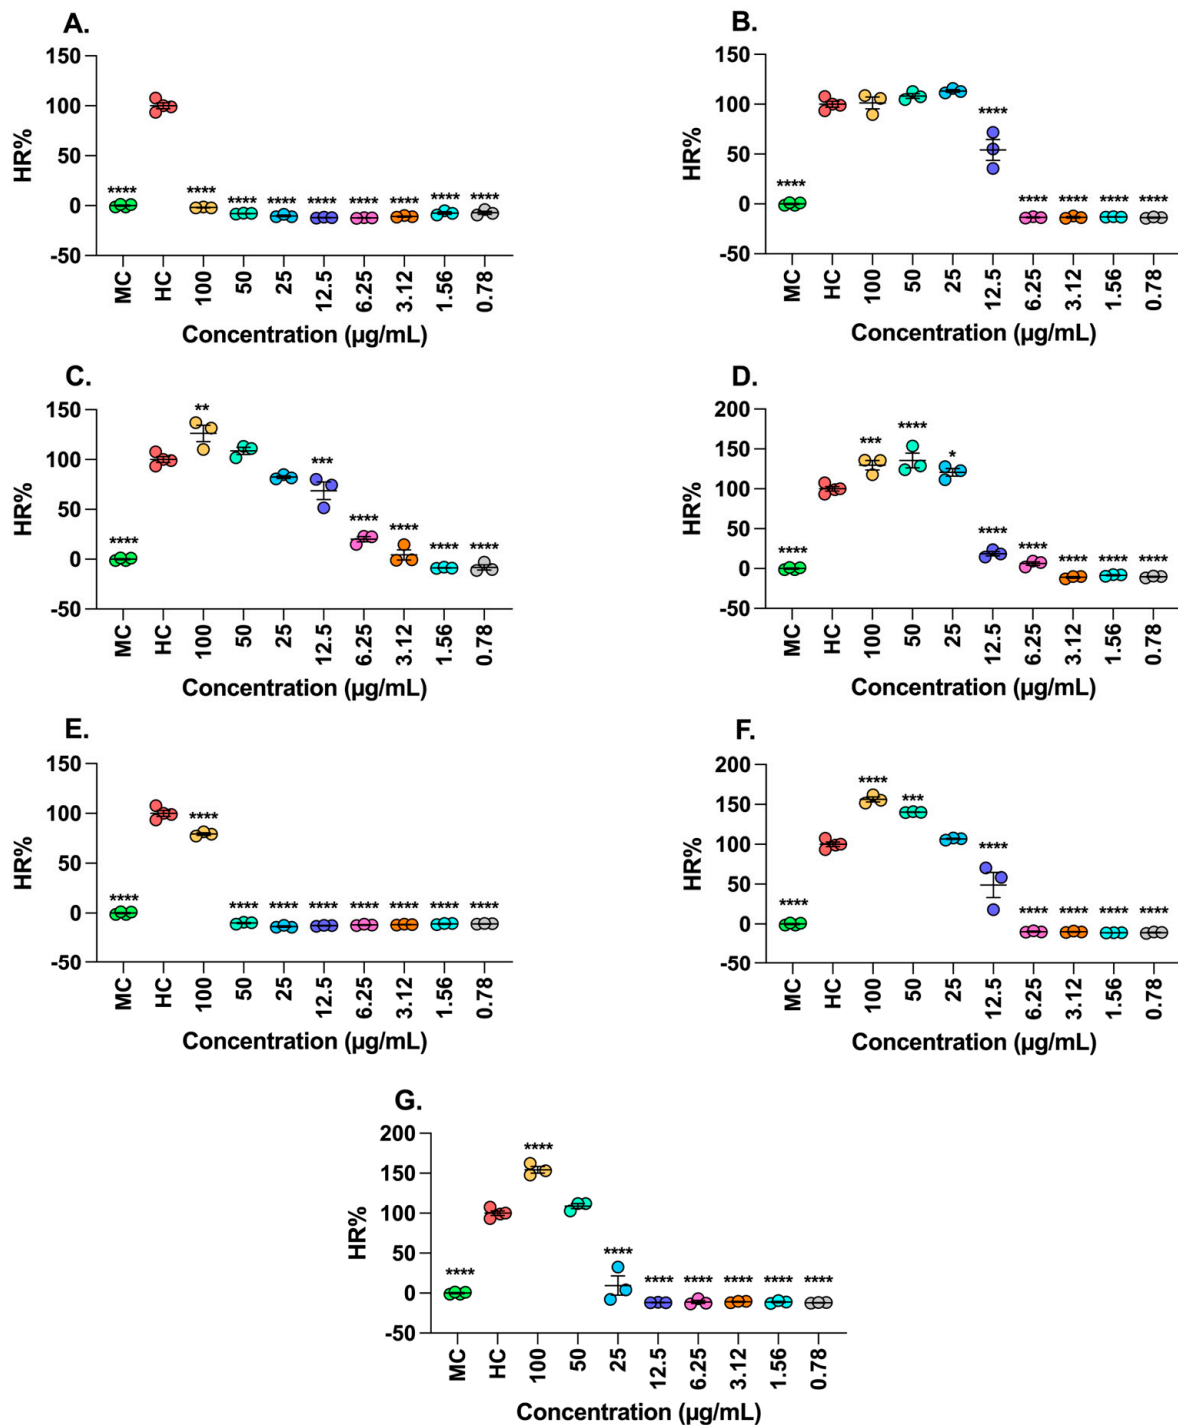 A.
HR%
150
100
50
0
-50
**** **** **** **** **** **** **** **** ****
MC HC 100 50 25 12.5 6.25 3.12 1.56 0.78
Concentration (µg/mL)
B.
HR%
150
100
50
0
-50
**** **** **** **** **** ****
MC HC 100 50 25 12.5 6.25 3.12 1.56 0.78
Concentration (µg/mL)
C.
HR%
150
100
50
0
-50
**** ** *** **** **** **** ****
MC HC 100 50 25 12.5 6.25 3.12 1.56 0.78
Concentration (µg/mL)
D.
HR%
200
150
100
50
0
-50
**** *** **** * **** **** **** **** ****
MC HC 100 50 25 12.5 6.25 3.12 1.56 0.78
Concentration (µg/mL)
E.
HR%
150
100
50
0
-50
**** **** **** **** **** **** **** **** ****
MC HC 100 50 25 12.5 6.25 3.12 1.56 0.78
Concentration (µg/mL)
F.
HR%
200
150
100
50
0
-50
**** **** *** **** **** **** **** ****
MC HC 100 50 25 12.5 6.25 3.12 1.56 0.78
Concentration (µg/mL)
G.
HR%
200
150
100
50
0
-50
**** **** **** **** **** **** **** ****
MC HC 100 50 25 12.5 6.25 3.12 1.56 0.78
Concentration (µg/mL)